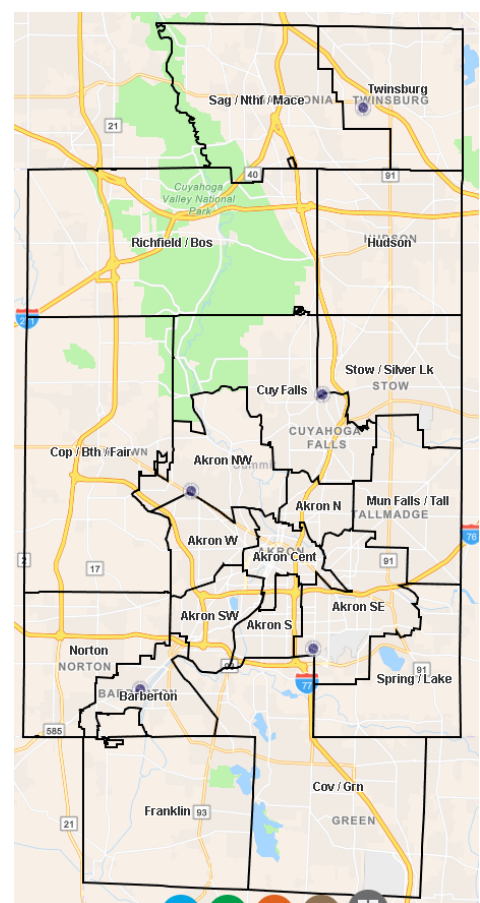 Twinsburg
TWINSBURG
Sag / Nthf / Mace
21
40
91
Cuyahoga
Valley National
Park
Richfield / Bos
Hudson
HUDSON
271
Stow / Silver Lk
STOW
Cuy Falls
CUYAHOGA
FALLS
Cop / Bth / Fair
Akron NW
Akron N
Mun Falls / Tall
TALLMADGE
Akron W
AKRON
Akron Cent
76
2
17
91
Akron SW
Akron S
Akron SE
Norton
NORTON
91
Spring / Lake
77
Barberton
585
Cov / Grn
Franklin
93
GREEN
21